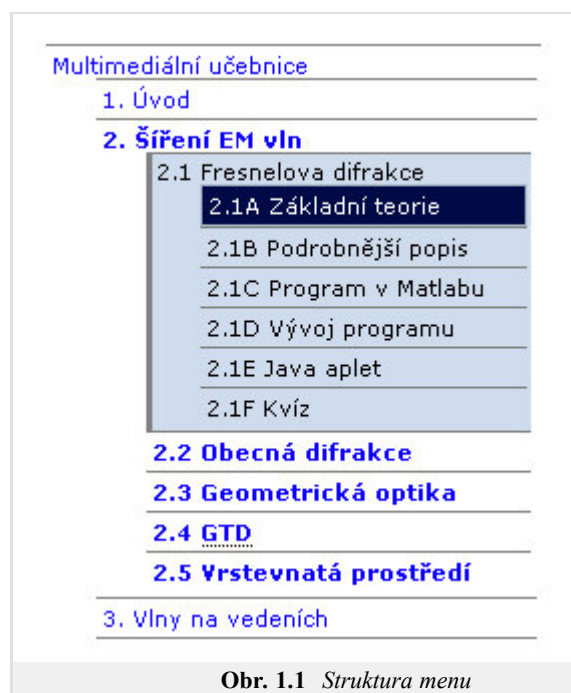 Multimediální učebnice
1. Úvod
2. Šíření EM vln
2.1 Fresnelova difrakce
2.1A Základní teorie
2.1B Podrobnější popis
2.1C Program v Matlabu
2.1D Vývoj programu
2.1E Java aplet
2.1F Kvíz
2.2 Obecná difrakce
2.3 Geometrická optika
2.4 GTD
2.5 Vrstevnatá prostředí
3. Vlny na vedeních
Obr. 1.1 Struktura menu